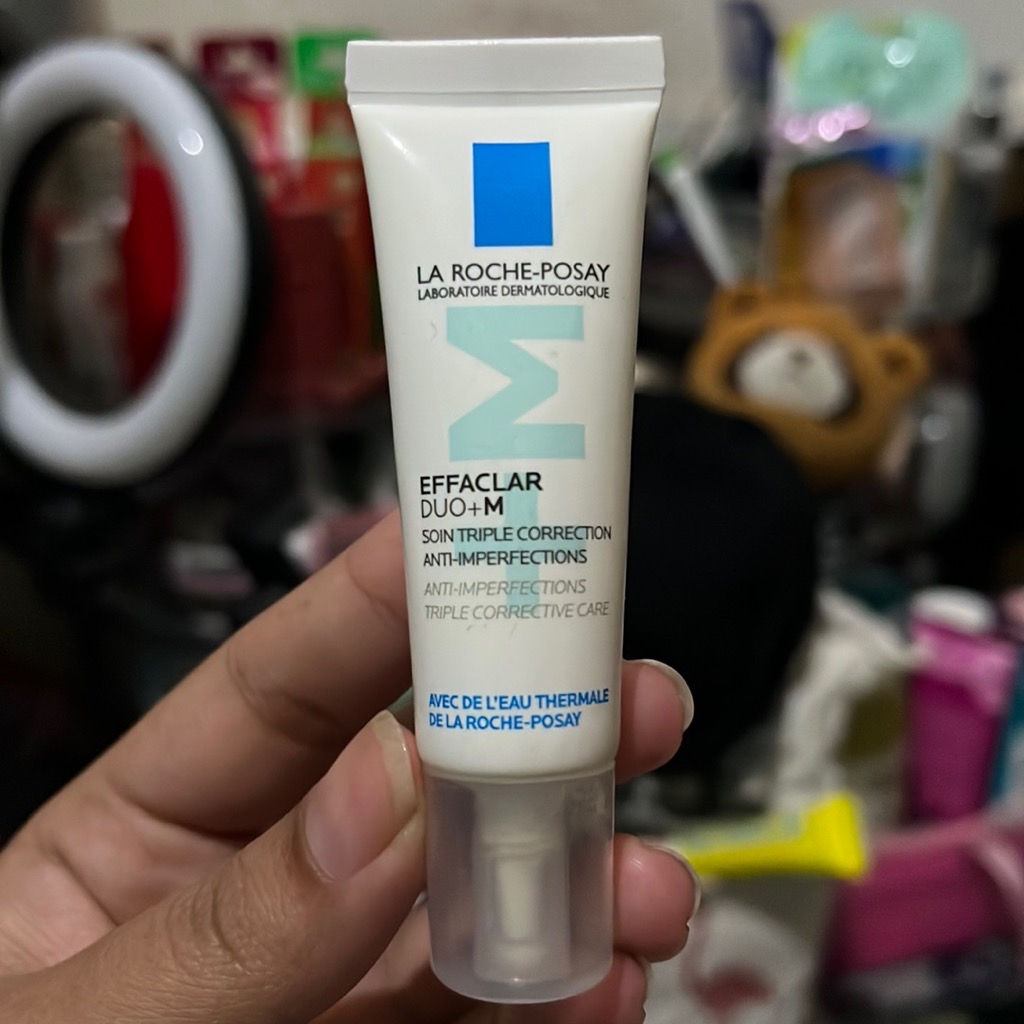 LA ROCHE-POSAY
LABORATOIRE DERMATOLOGIQUE
+M
EFFACLAR
DUO+M
SOIN TRIPLE CORRECTION
ANTI-IMPERFECTIONS
ANTI-IMPERFECTIONS
TRIPLE CORRECTIVE CARE
AVEC DE L'EAU THERMALE
DE LA ROCHE-POSAY